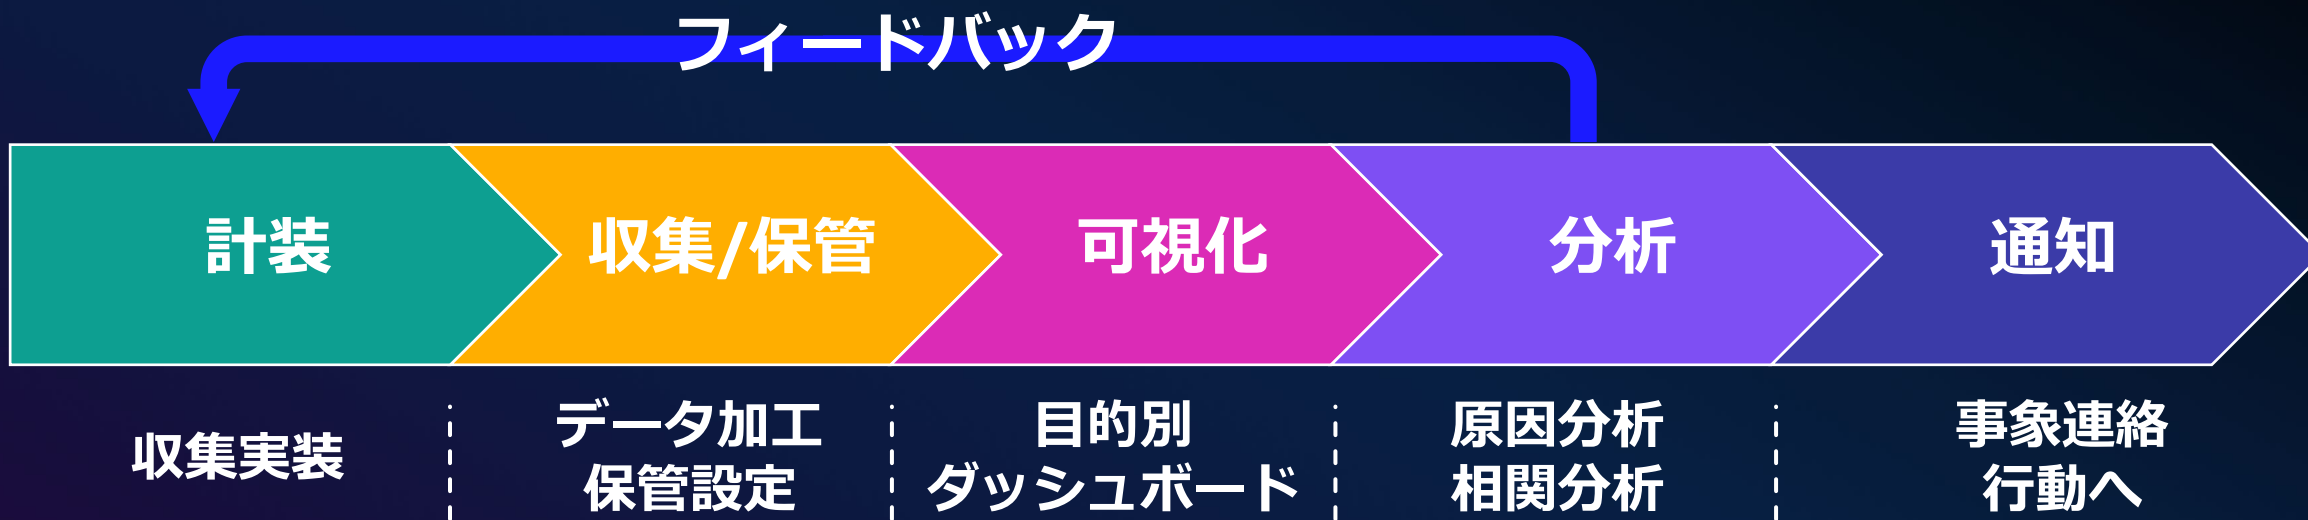 フィードバック
計装
収集/保管
可視化
分析
通知
収集実装
データ加工
保管設定
目的別
ダッシュボード
原因分析
相関分析
事象連絡
行動へ